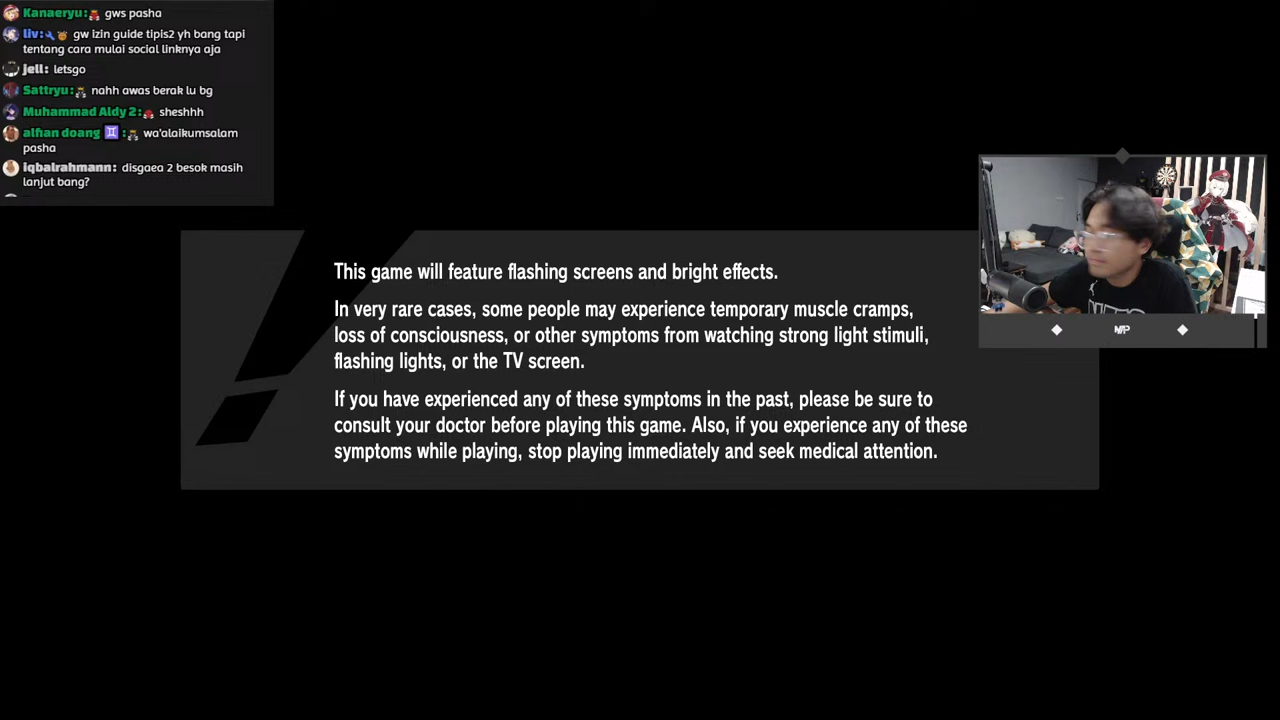 Kanaeryu: gws pasha
liv: gw izin guide tipis2 yh bang tapi
tentang cara mulai social linknya aja
jell: letsgo
Sattryu: nahh awas berak lu bg
Muhammad Aldy 2: sheshhh
alfian doang ♊ : wa'alaikumsalam
pasha
iqbalrahmann: disgaea 2 besok masih
lanjut bang?
This game will feature flashing screens and bright effects.
In very rare cases, some people may experience temporary muscle cramps,
loss of consciousness, or other symptoms from watching strong light stimuli,
flashing lights, or the TV screen.
If you have experienced any of these symptoms in the past, please be sure to
consult your doctor before playing this game. Also, if you experience any of these
symptoms while playing, stop playing immediately and seek medical attention.